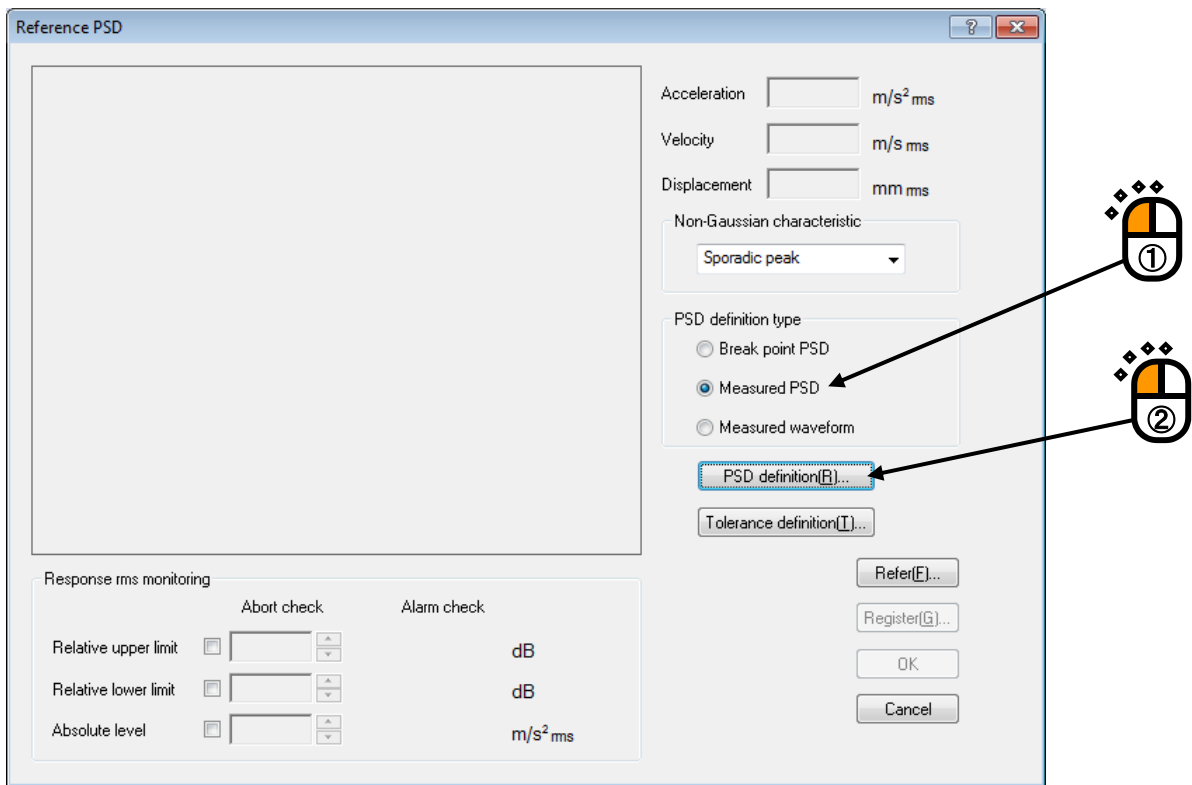 Reference PSD
?
Acceleration m/s² rms
Velocity m/s rms
Displacement mm rms
Non-Gaussian characteristic
Sporadic peak
①
PSD definition type
Break point PSD
Measured PSD
Measured waveform
②
PSD definition(R)...
Tolerance definition(T)...
Response rms monitoring
Abort check Alarm check
Relative upper limit dB
Relative lower limit dB
Absolute level m/s² rms
Refer(F)...
Register(G)...
OK
Cancel